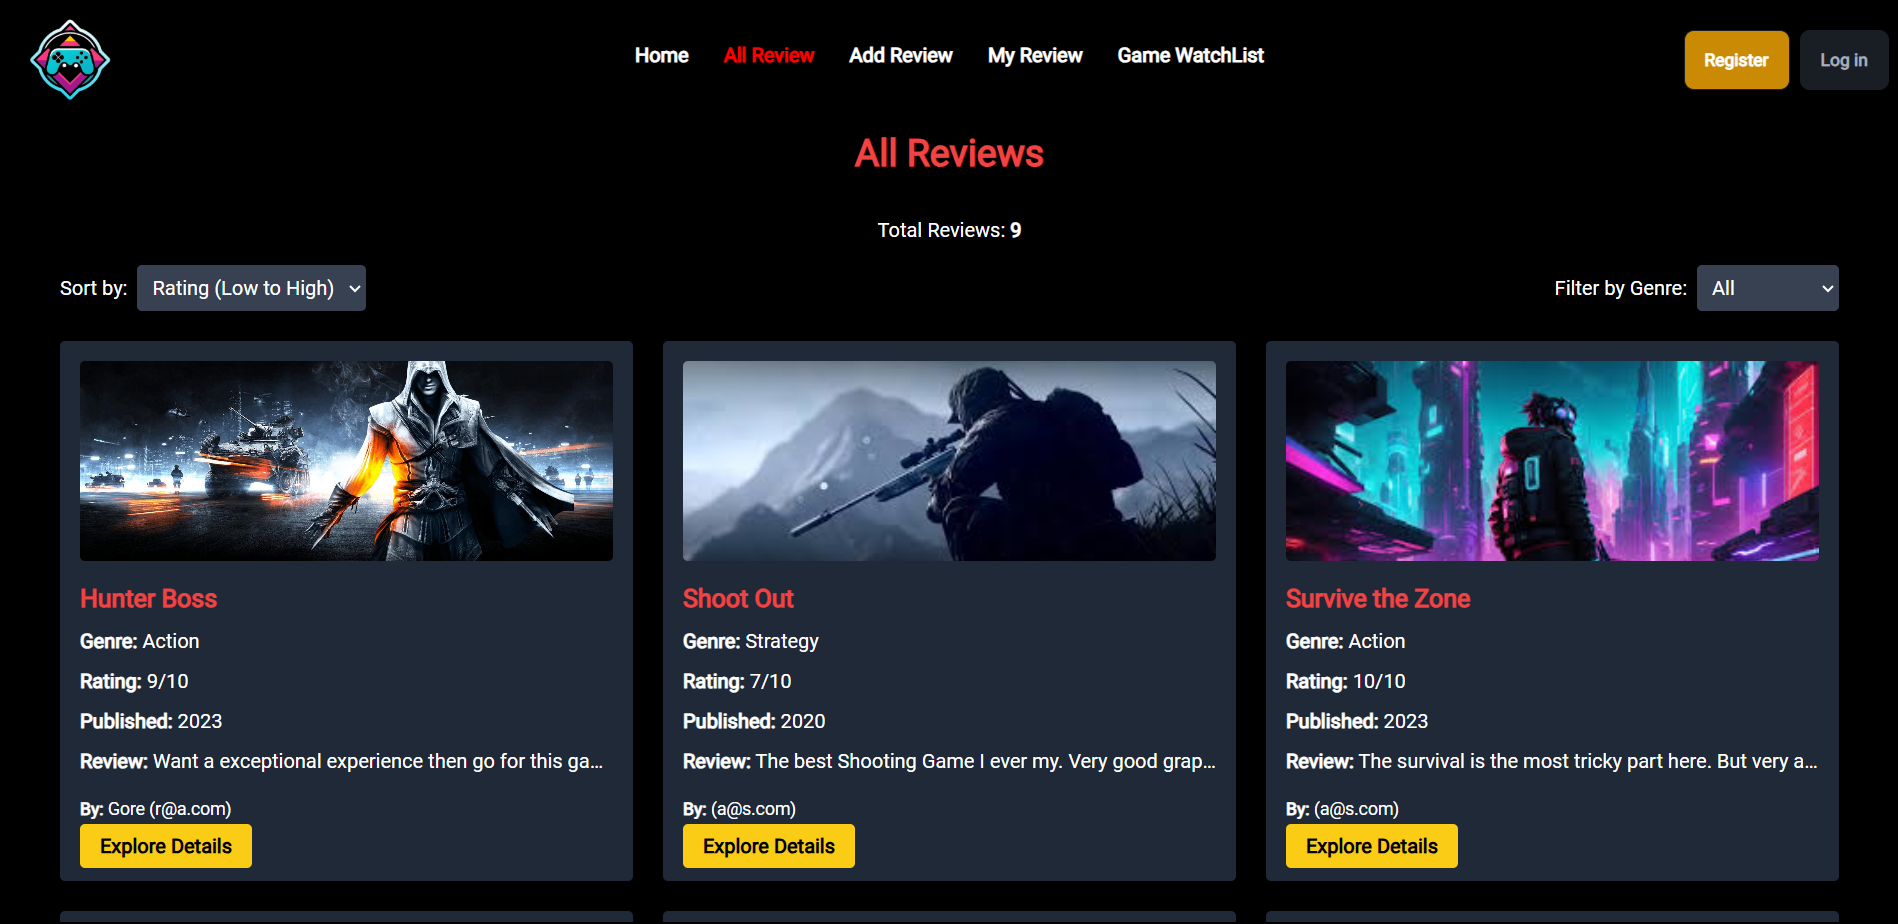 Home All Review Add Review My Review Game WatchList Register Log in
All Reviews
Total Reviews: 9
Sort by: Rating (Low to High) Filter by Genre: All
Hunter Boss
Genre: Action
Rating: 9/10
Published: 2023
Review: Want a exceptional experience then go for this ga...
By: Gore (r@a.com)
Explore Details
Shoot Out
Genre: Strategy
Rating: 7/10
Published: 2020
Review: The best Shooting Game I ever my. Very good grap...
By: (a@s.com)
Explore Details
Survive the Zone
Genre: Action
Rating: 10/10
Published: 2023
Review: The survival is the most tricky part here. But very a...
By: (a@s.com)
Explore Details